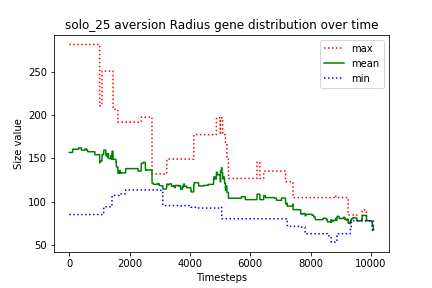 solo_25 aversion Radius gene distribution over time
max
mean
min
Size value
250
200
150
100
50
0
2000
4000
6000
8000
10000
Timesteps